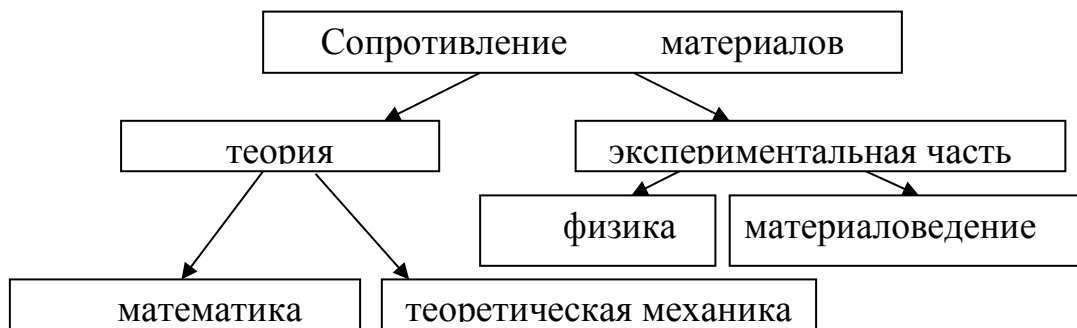 Сопротивление материалов
теория экспериментальная часть
физика материаловедение
математика теоретическая механика